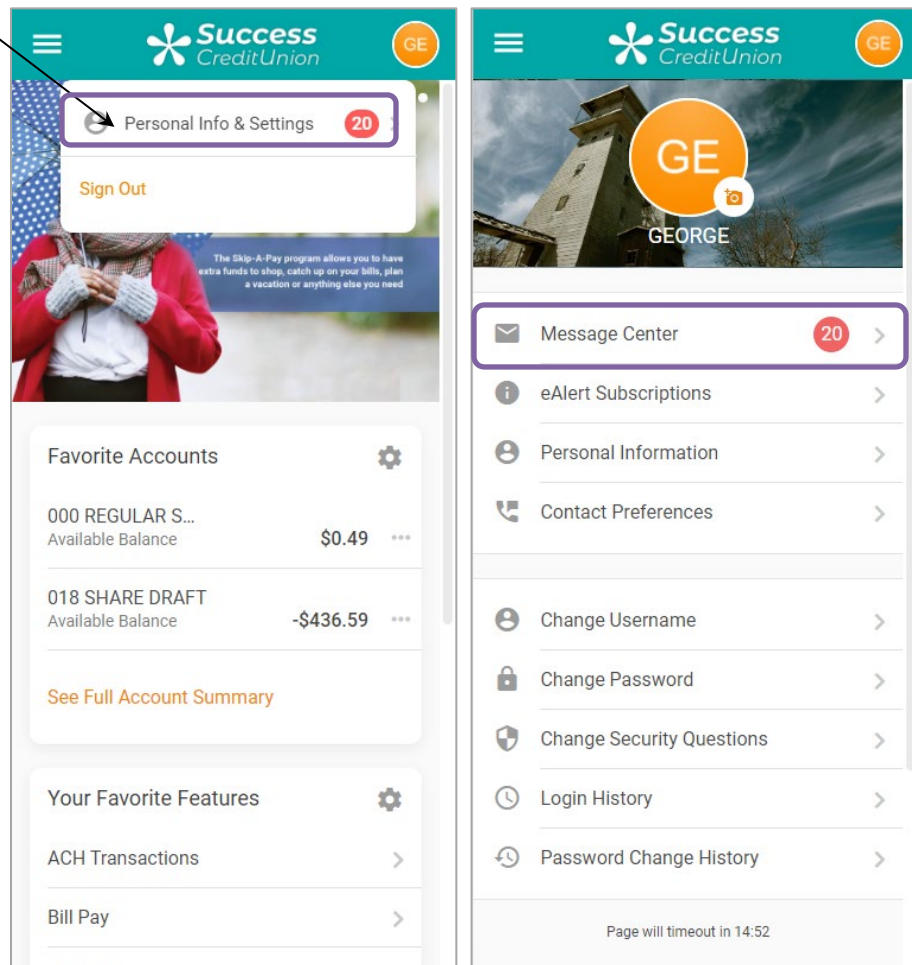 Success
CreditUnion
GE
Personal Info & Settings 20
Sign Out
The Skip-A-Pay program allows you to have
extra funds to shop, catch up on your bills, plan
a vacation or anything else you need
Favorite Accounts
000 REGULAR S...
Available Balance $0.49
018 SHARE DRAFT
Available Balance -$436.59
See Full Account Summary
Your Favorite Features
ACH Transactions
Bill Pay
Success
CreditUnion
GE
GE
GEORGE
Message Center 20
eAlert Subscriptions
Personal Information
Contact Preferences
Change Username
Change Password
Change Security Questions
Login History
Password Change History
Page will timeout in 14:52